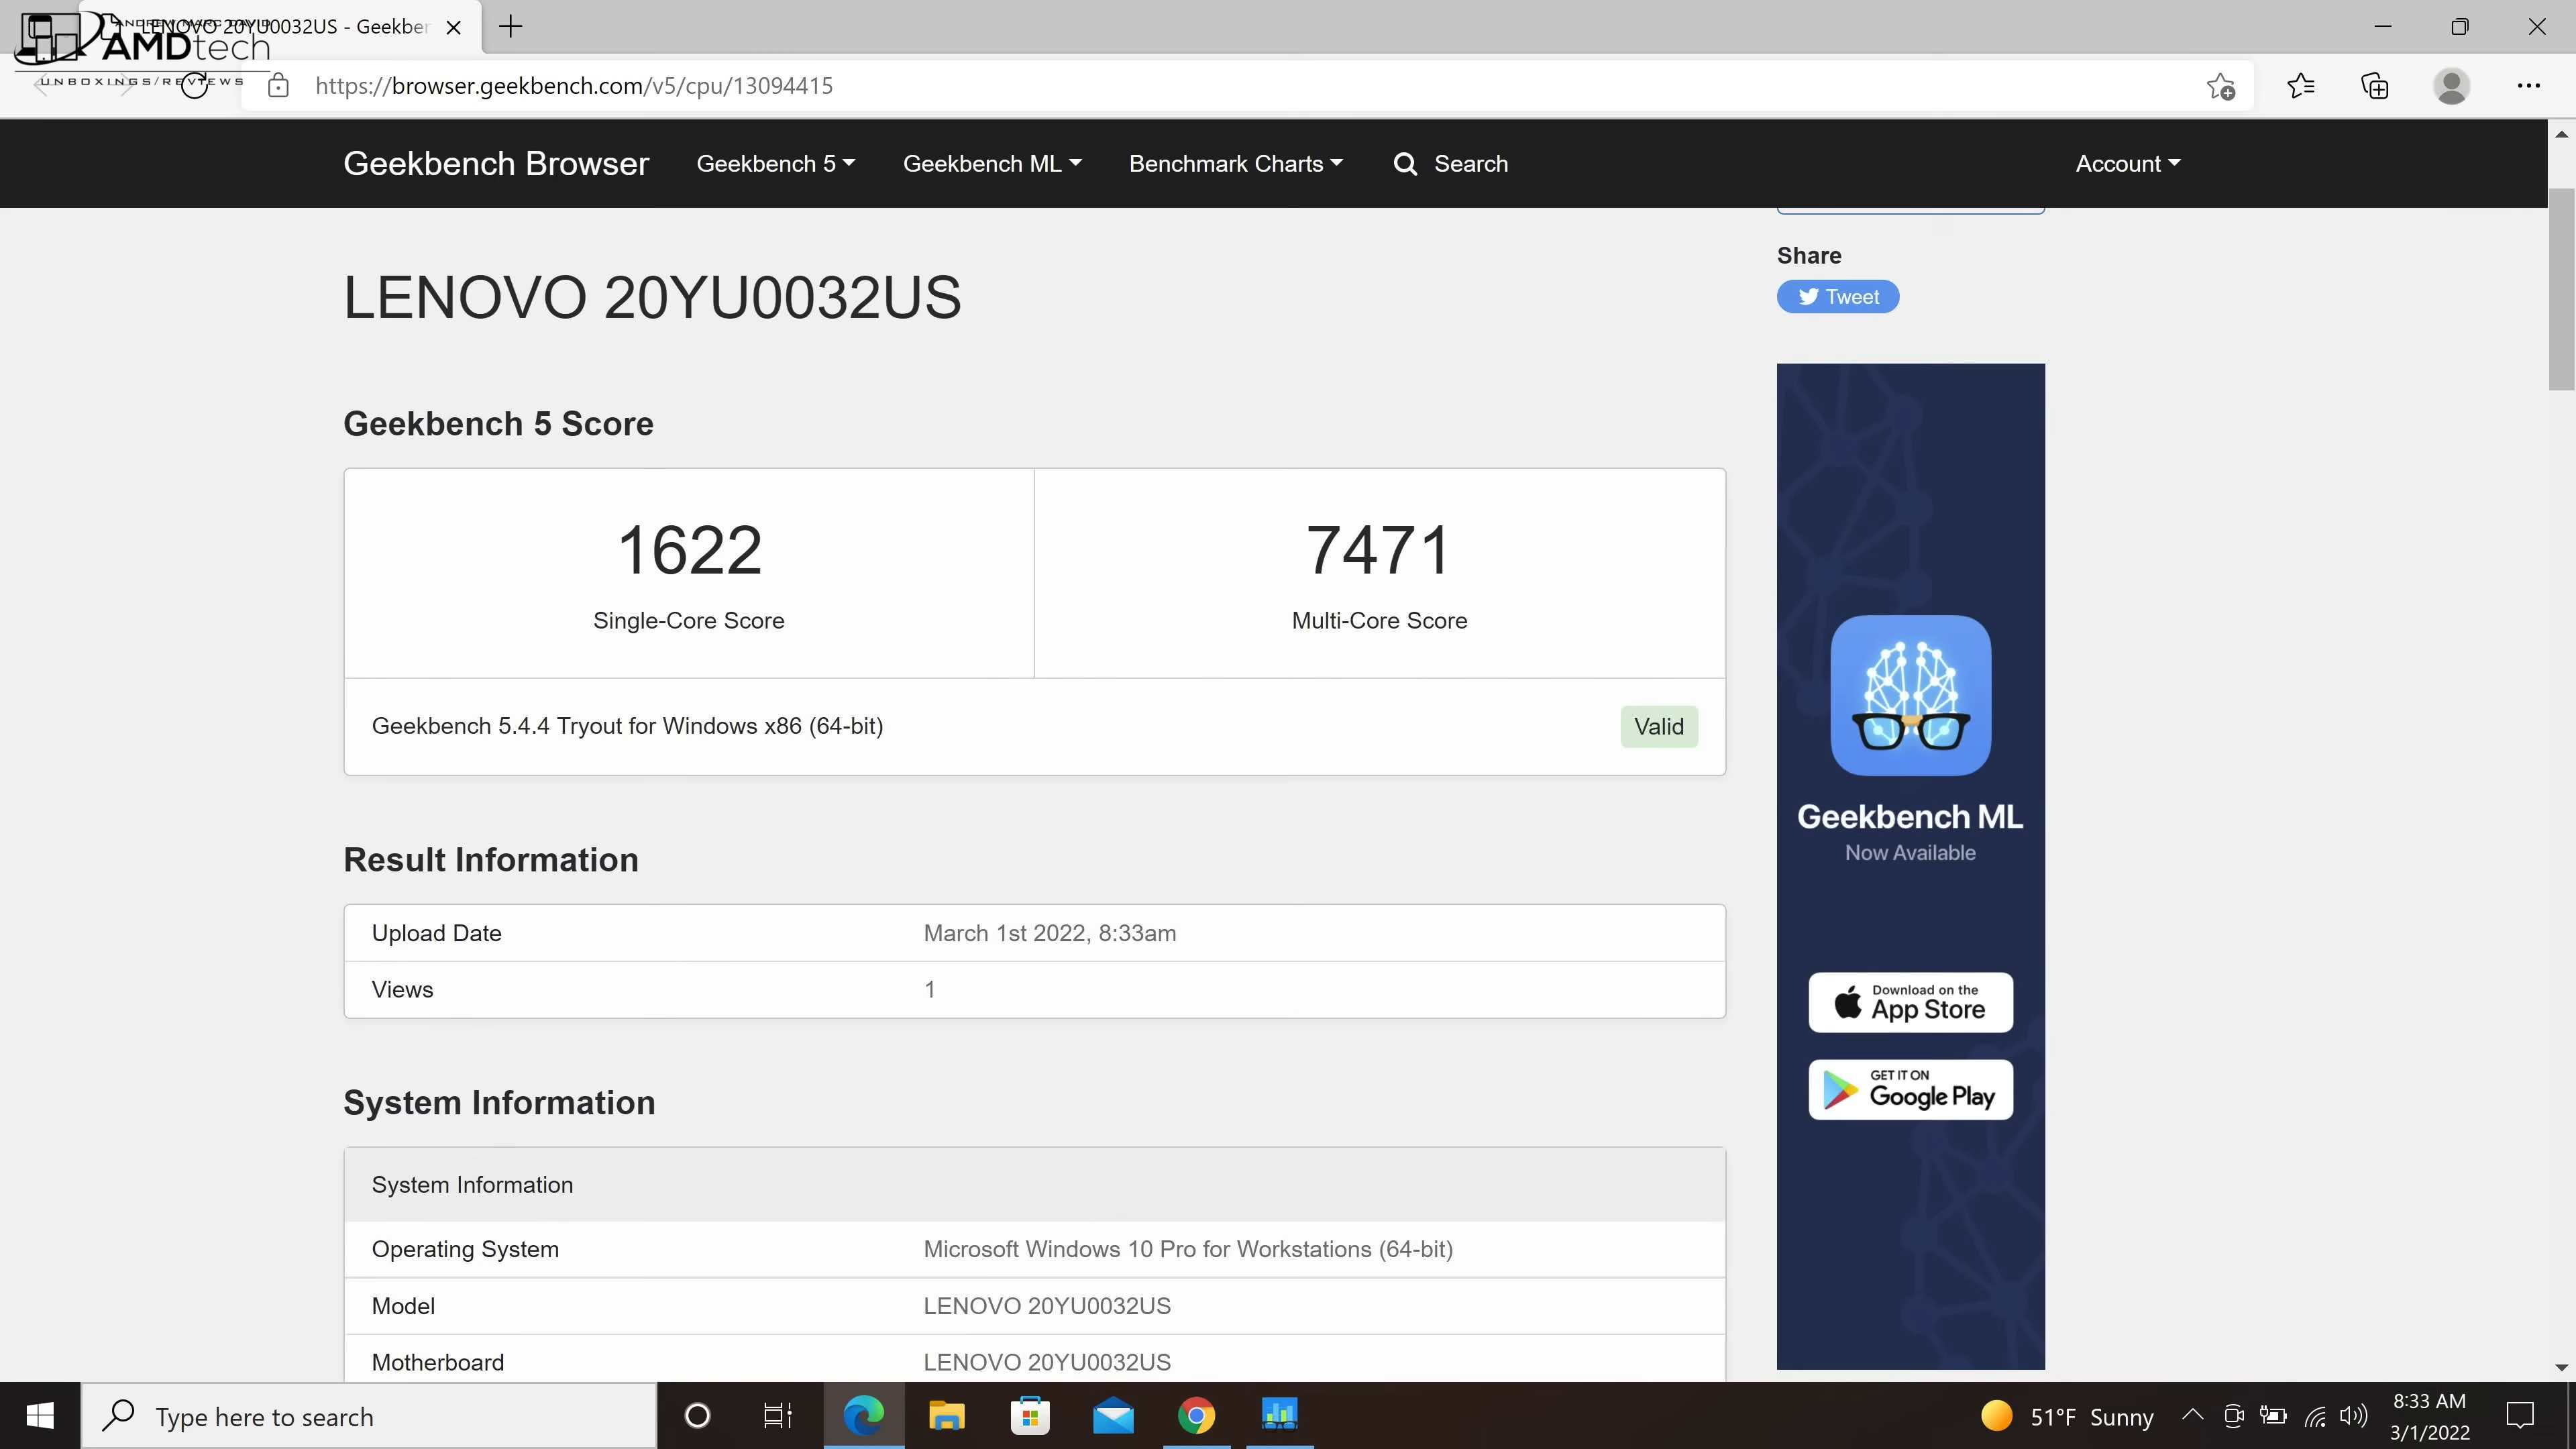 ANDREW MARC DAVID
AMDtech
UNBOXINGS/REVIEWS
LENOVO 20YU0032US - Geekben
https://browser.geekbench.com/v5/cpu/13094415
Geekbench Browser Geekbench 5 Geekbench ML Benchmark Charts Search Account
Share
Tweet
LENOVO 20YU0032US
Geekbench 5 Score
1622 7471
Single-Core Score Multi-Core Score
Geekbench 5.4.4 Tryout for Windows x86 (64-bit) Valid
Result Information
Upload Date March 1st 2022, 8:33am
Views 1
System Information
System Information
Operating System Microsoft Windows 10 Pro for Workstations (64-bit)
Model LENOVO 20YU0032US
Motherboard LENOVO 20YU0032US
Geekbench ML
Now Available
Download on the
App Store
GET IT ON
Google Play
Type here to search
51°F Sunny
8:33 AM
3/1/2022